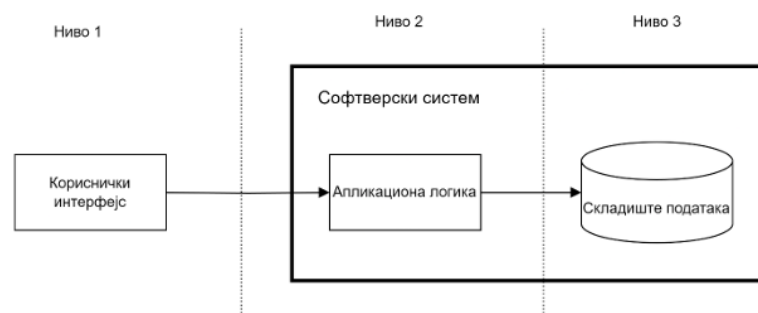 Ниво 1
Ниво 2
Ниво 3
Софтверски систем
Кориснички
интерфејс
Апликациона логика
Складиште података